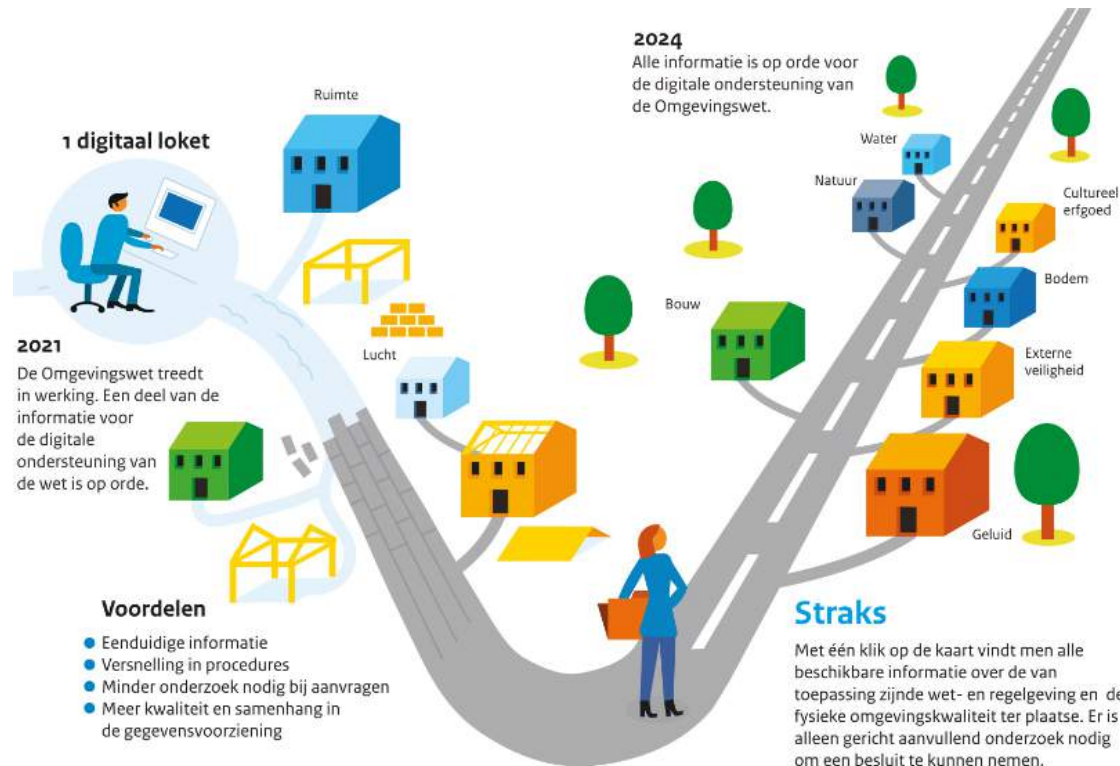 1 digitaal loket
Ruimte
2021
De Omgevingswet treedt
in werking. Een deel van de
informatie voor
de digitale
ondersteuning van
de wet is op orde.
Lucht
Voordelen
Eenduidige informatie
Versnelling in procedures
Minder onderzoek nodig bij aanvragen
Meer kwaliteit en samenhang in
de gegevensvoorziening
2024
Alle informatie is op orde voor
de digitale ondersteuning van
de Omgevingswet.
Water
Natuur
Cultureel
erfgoed
Bodem
Bouw
Externe
veiligheid
Geluid
Straks
Met één klik op de kaart vindt men alle
beschikbare informatie over de van
toepassing zijnde wet- en regelgeving en de
fysieke omgevingskwaliteit ter plaatse. Er is
alleen gericht aanvullend onderzoek nodig
om een besluit te kunnen nemen.